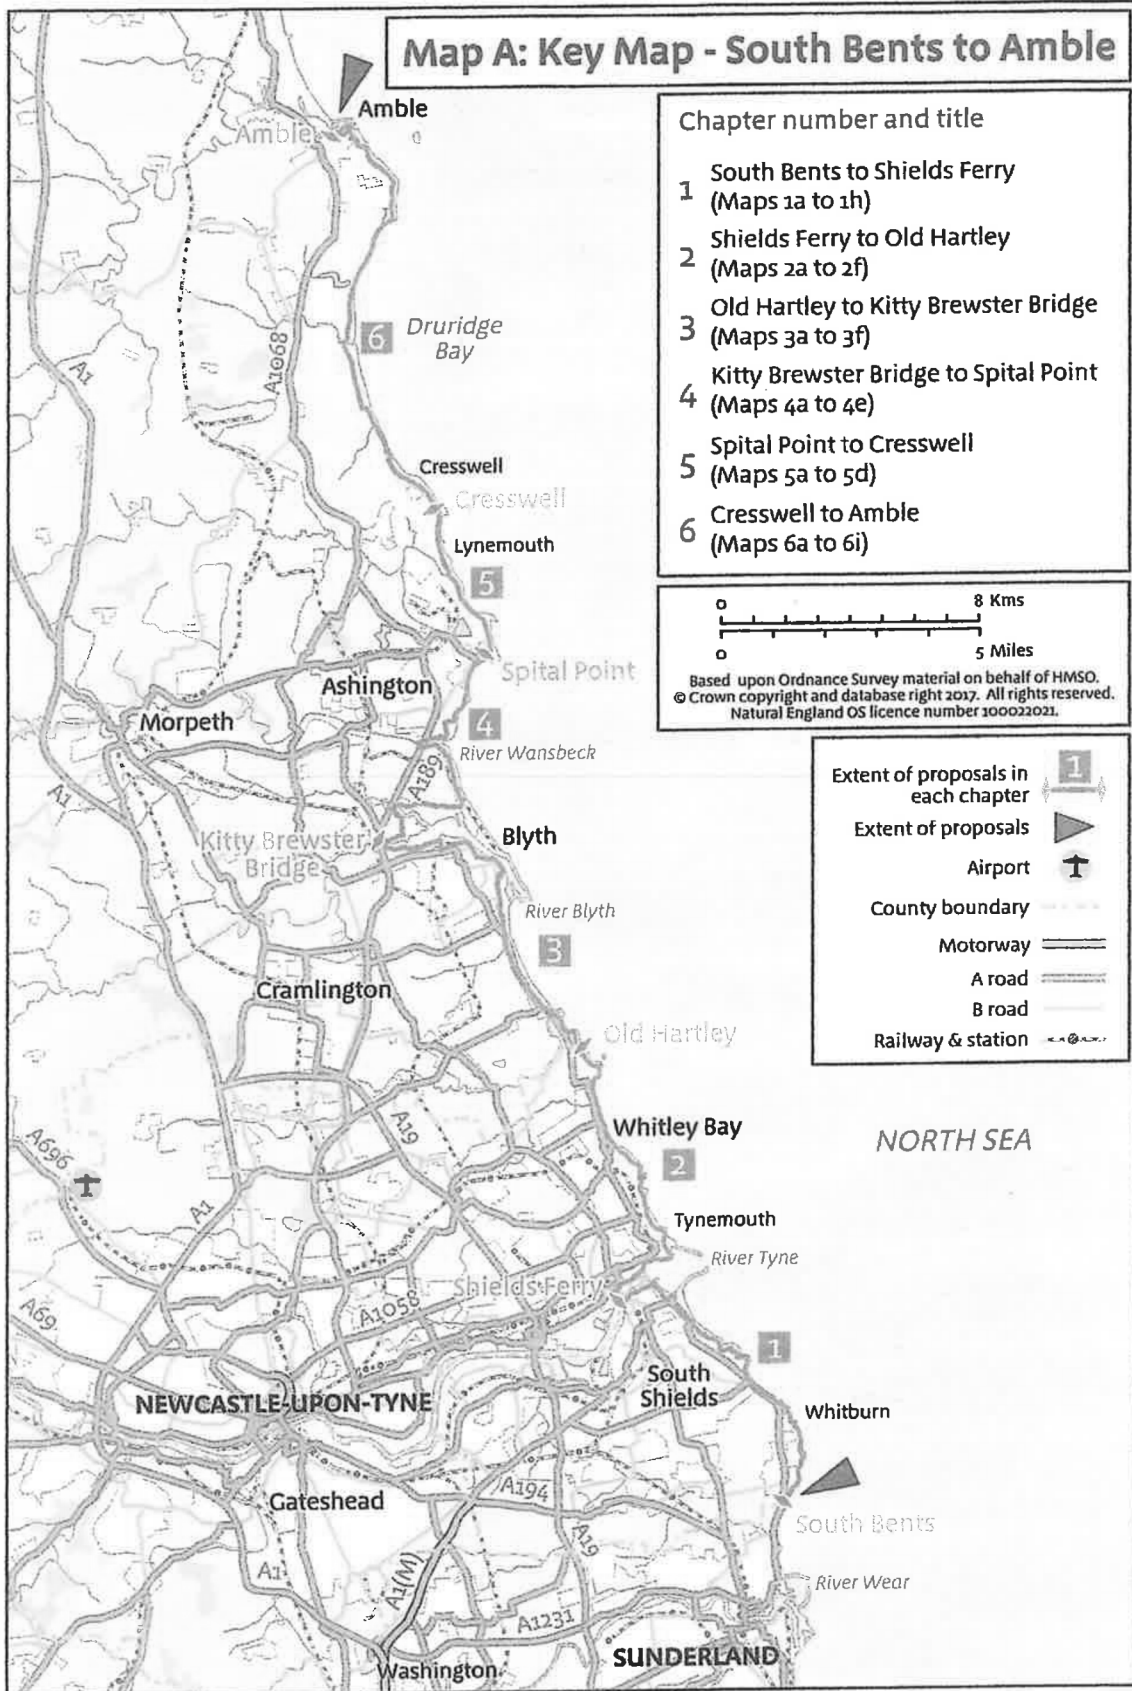 Map A: Key Map - South Bents to Amble
Chapter number and title
1 South Bents to Shields Ferry
(Maps 1a to 1h)
2 Shields Ferry to Old Hartley
(Maps 2a to 2f)
3 Old Hartley to Kitty Brewster Bridge
(Maps 3a to 3f)
4 Kitty Brewster Bridge to Spital Point
(Maps 4a to 4e)
5 Spital Point to Cresswell
(Maps 5a to 5d)
6 Cresswell to Amble
(Maps 6a to 6i)
0 8 Kms
0 5 Miles
Based upon Ordnance Survey material on behalf of HMSO.
© Crown copyright and database right 2017. All rights reserved.
Natural England OS licence number 100022021.
Extent of proposals in
each chapter
1
Extent of proposals
Airport
County boundary
Motorway
A road
B road
Railway & station
Amble
Amble
6
Druridge
Bay
A1068
A1
Cresswell
Cresswell
Lynemouth
5
Spital Point
Ashington
Morpeth
4
River Wansbeck
A189
A1
Kitty Brewster
Bridge
Blyth
River Blyth
3
Cramlington
Old Hartley
Whitley Bay
NORTH SEA
A19
A696
2
A1
Tynemouth
River Tyne
Shields Ferry
A1058
A69
1
South
Shields
NEWCASTLE-UPON-TYNE
Whitburn
Gateshead
A194
South Bents
A19
A1
A1(M)
River Wear
A1231
SUNDERLAND
Washington